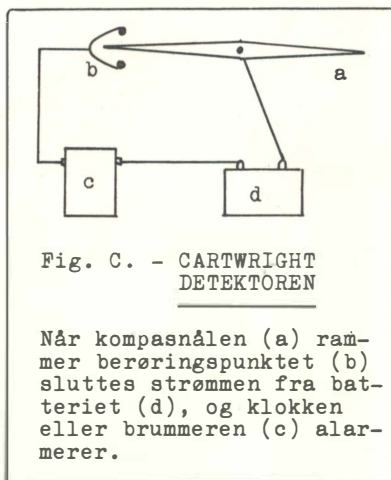 b
a
c
d
Fig. C. - CARTWRIGHT
DETEKTOREN
Når kompasnålen (a) ram-
mer berøringspunktet (b)
sluttes strømmen fra bat-
teriet (d), og klokken
eller brummeren (c) alar-
merer.